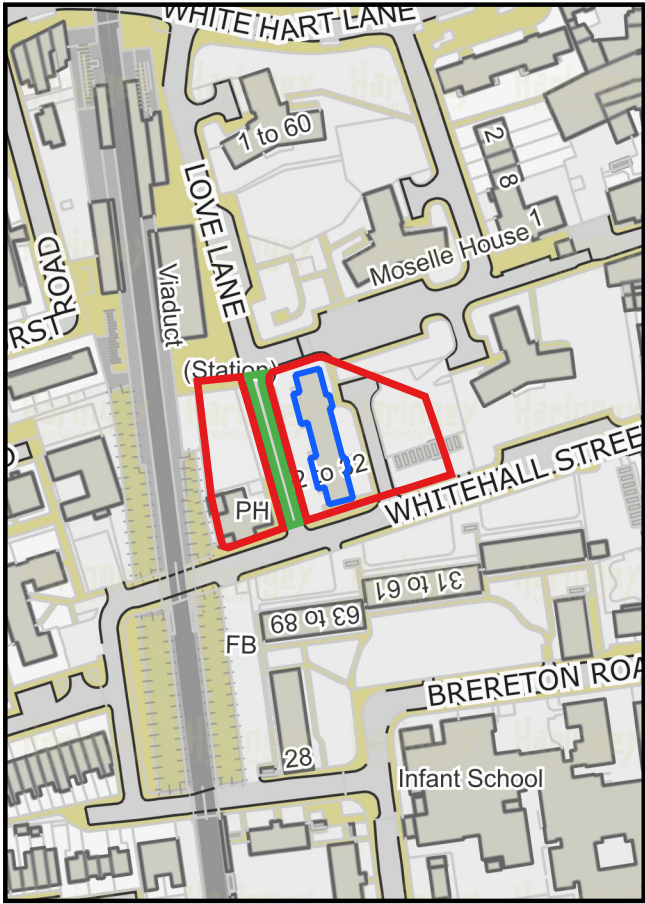 WHITE HART LANE
1 to 60
2
8
LOVE LANE
Moselle House 1
RST ROAD
Viaduct
(Station)
2 to 32
PH
WHITEHALL STREE
31 to 61
63 to 89
FB
BRERETON ROA
28
Infant School